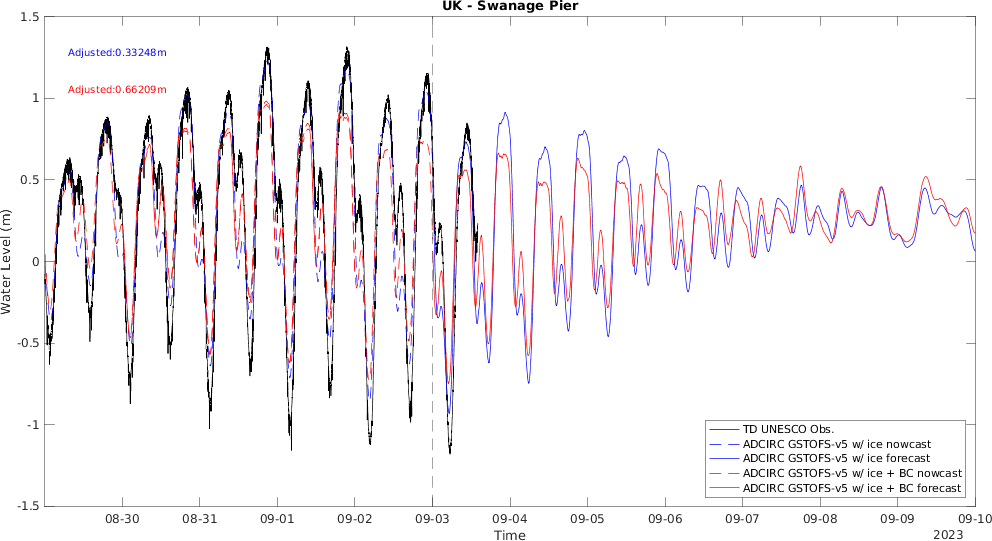 UK - Swanage Pier
Adjusted:0.33248m
Adjusted:0.66209m
1.5
1
0.5
0
-0.5
-1
-1.5
Water Level (m)
08-30 08-31 09-01 09-02 09-03 09-04 09-05 09-06 09-07 09-08 09-09 09-10
Time
2023
TD UNESCO Obs.
ADCIRC GSTOFS-v5 w/ ice nowcast
ADCIRC GSTOFS-v5 w/ ice forecast
ADCIRC GSTOFS-v5 w/ ice + BC nowcast
ADCIRC GSTOFS-v5 w/ ice + BC forecast